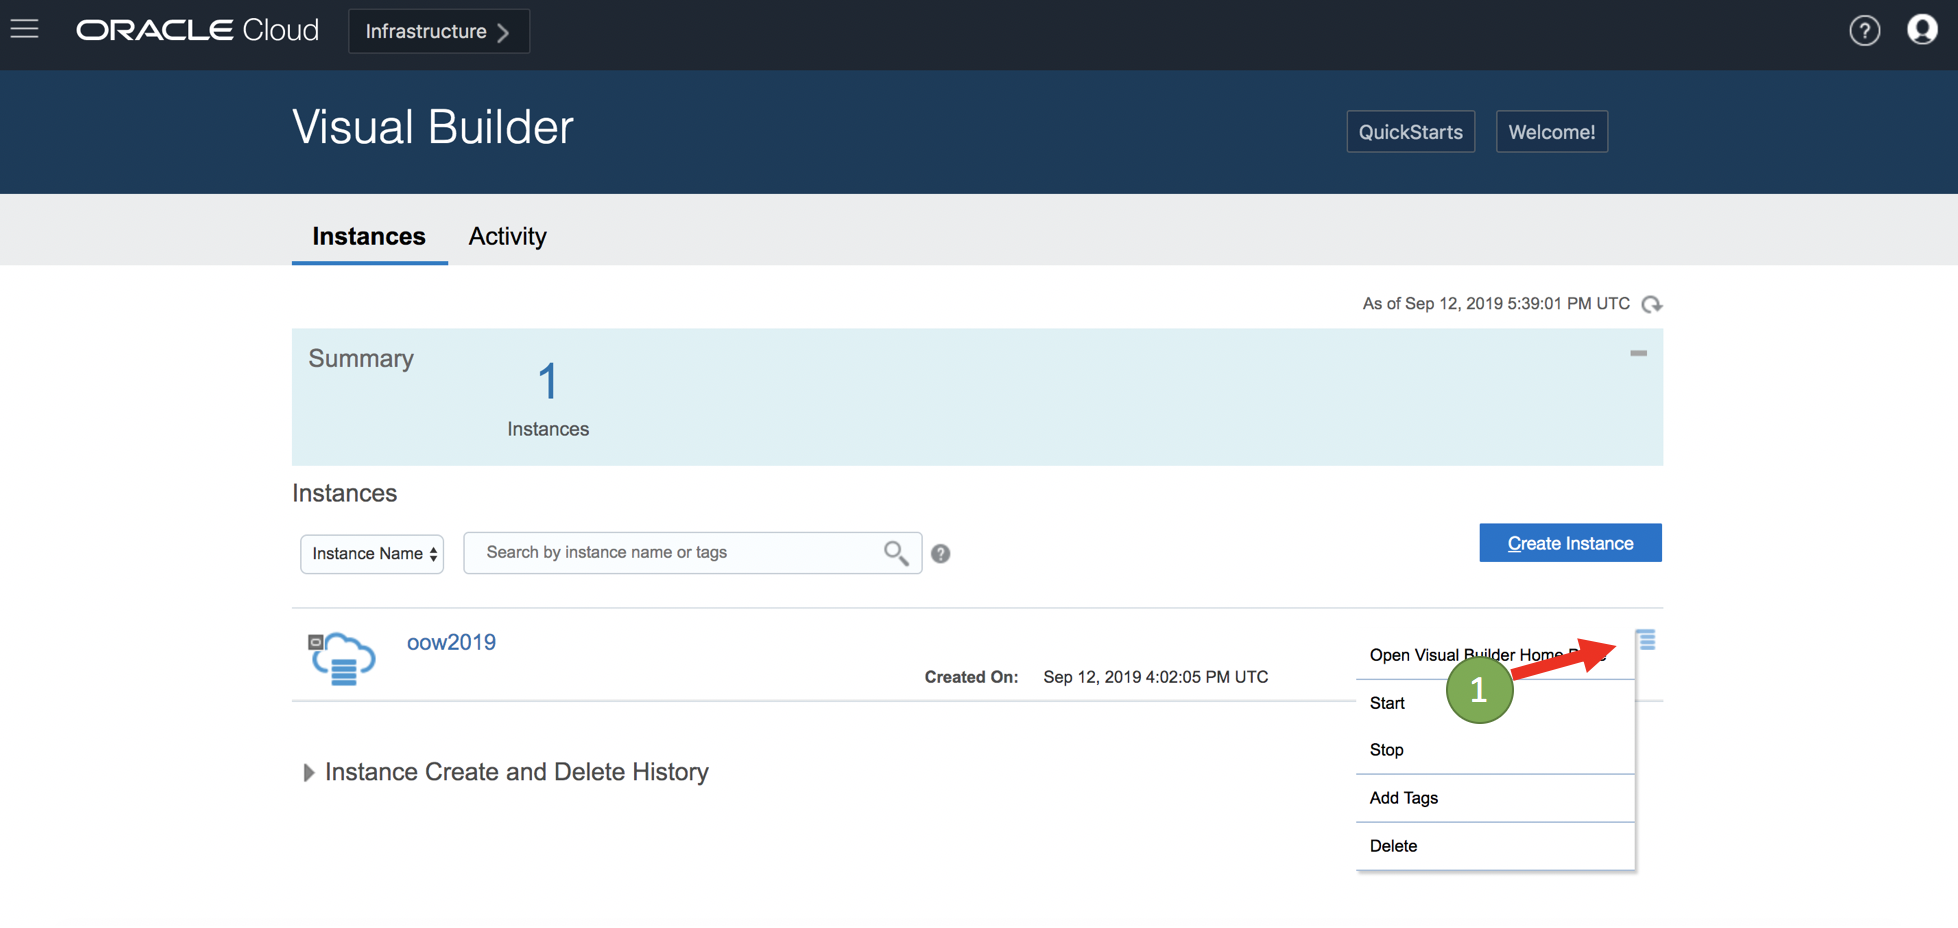 ORACLE Cloud
Infrastructure
?
Visual Builder
QuickStarts
Welcome!
Instances
Activity
As of Sep 12, 2019 5:39:01 PM UTC
Summary
1
Instances
Instances
Instance Name
Search by instance name or tags
?
Create Instance
oow2019
Created On:
Sep 12, 2019 4:02:05 PM UTC
Open Visual Builder Home
1
Start
Stop
Add Tags
Delete
Instance Create and Delete History